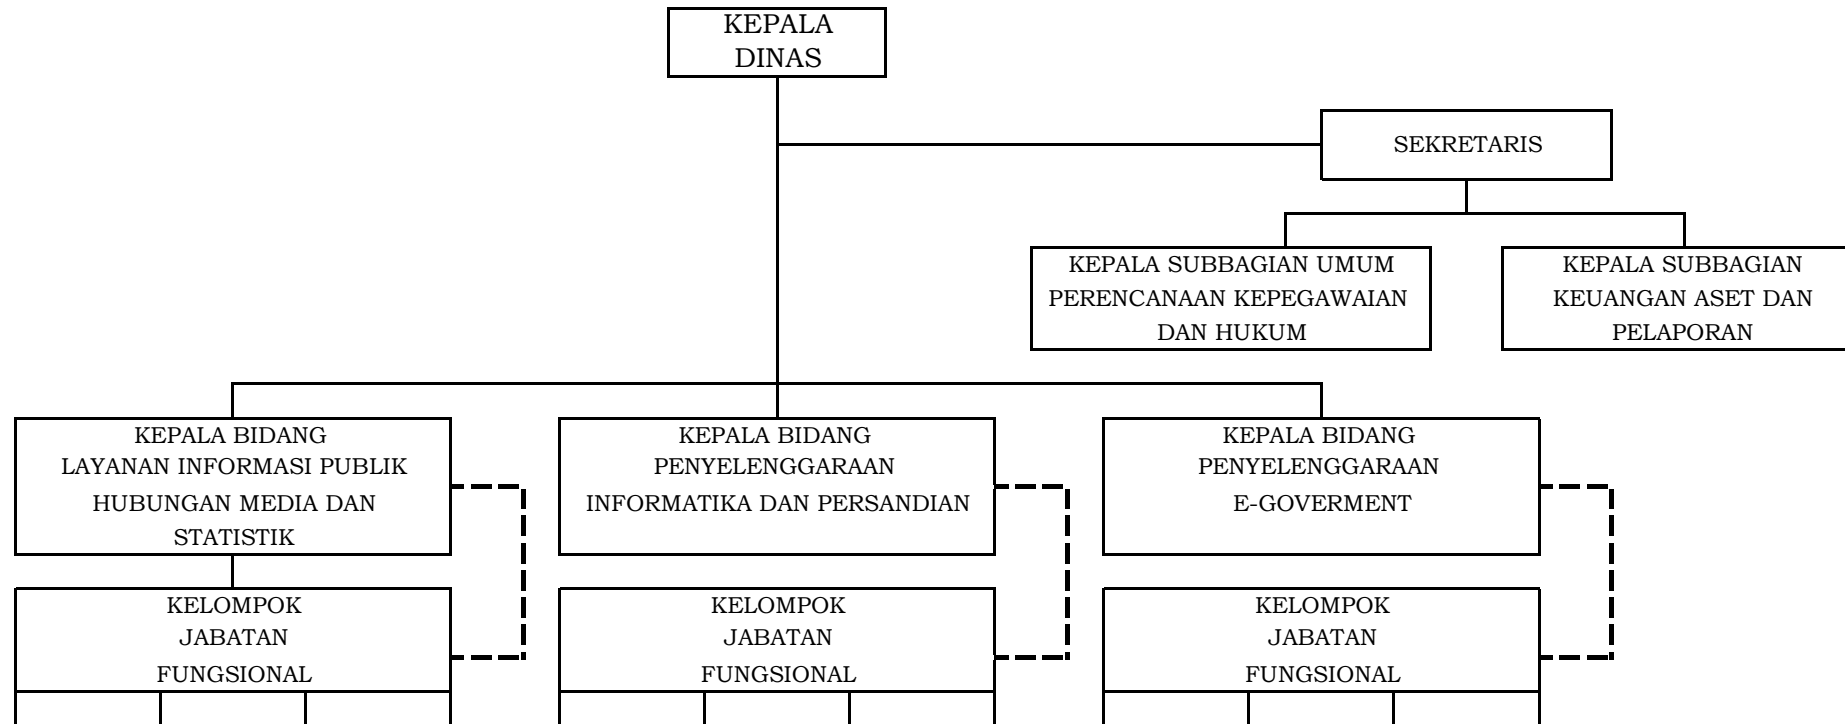 KEPALA
DINAS
SEKRETARIS
KEPALA SUBBAGIAN UMUM
PERENCANAAN KEPEGAWAIAN
DAN HUKUM
KEPALA SUBBAGIAN
KEUANGAN ASET DAN
PELAPORAN
KEPALA BIDANG
LAYANAN INFORMASI PUBLIK
HUBUNGAN MEDIA DAN
STATISTIK
KEPALA BIDANG
PENYELENGGARAAN
INFORMATIKA DAN PERSANDIAN
KEPALA BIDANG
PENYELENGGARAAN
E-GOVERMENT
KELOMPOK
JABATAN
FUNGSIONAL
KELOMPOK
JABATAN
FUNGSIONAL
KELOMPOK
JABATAN
FUNGSIONAL